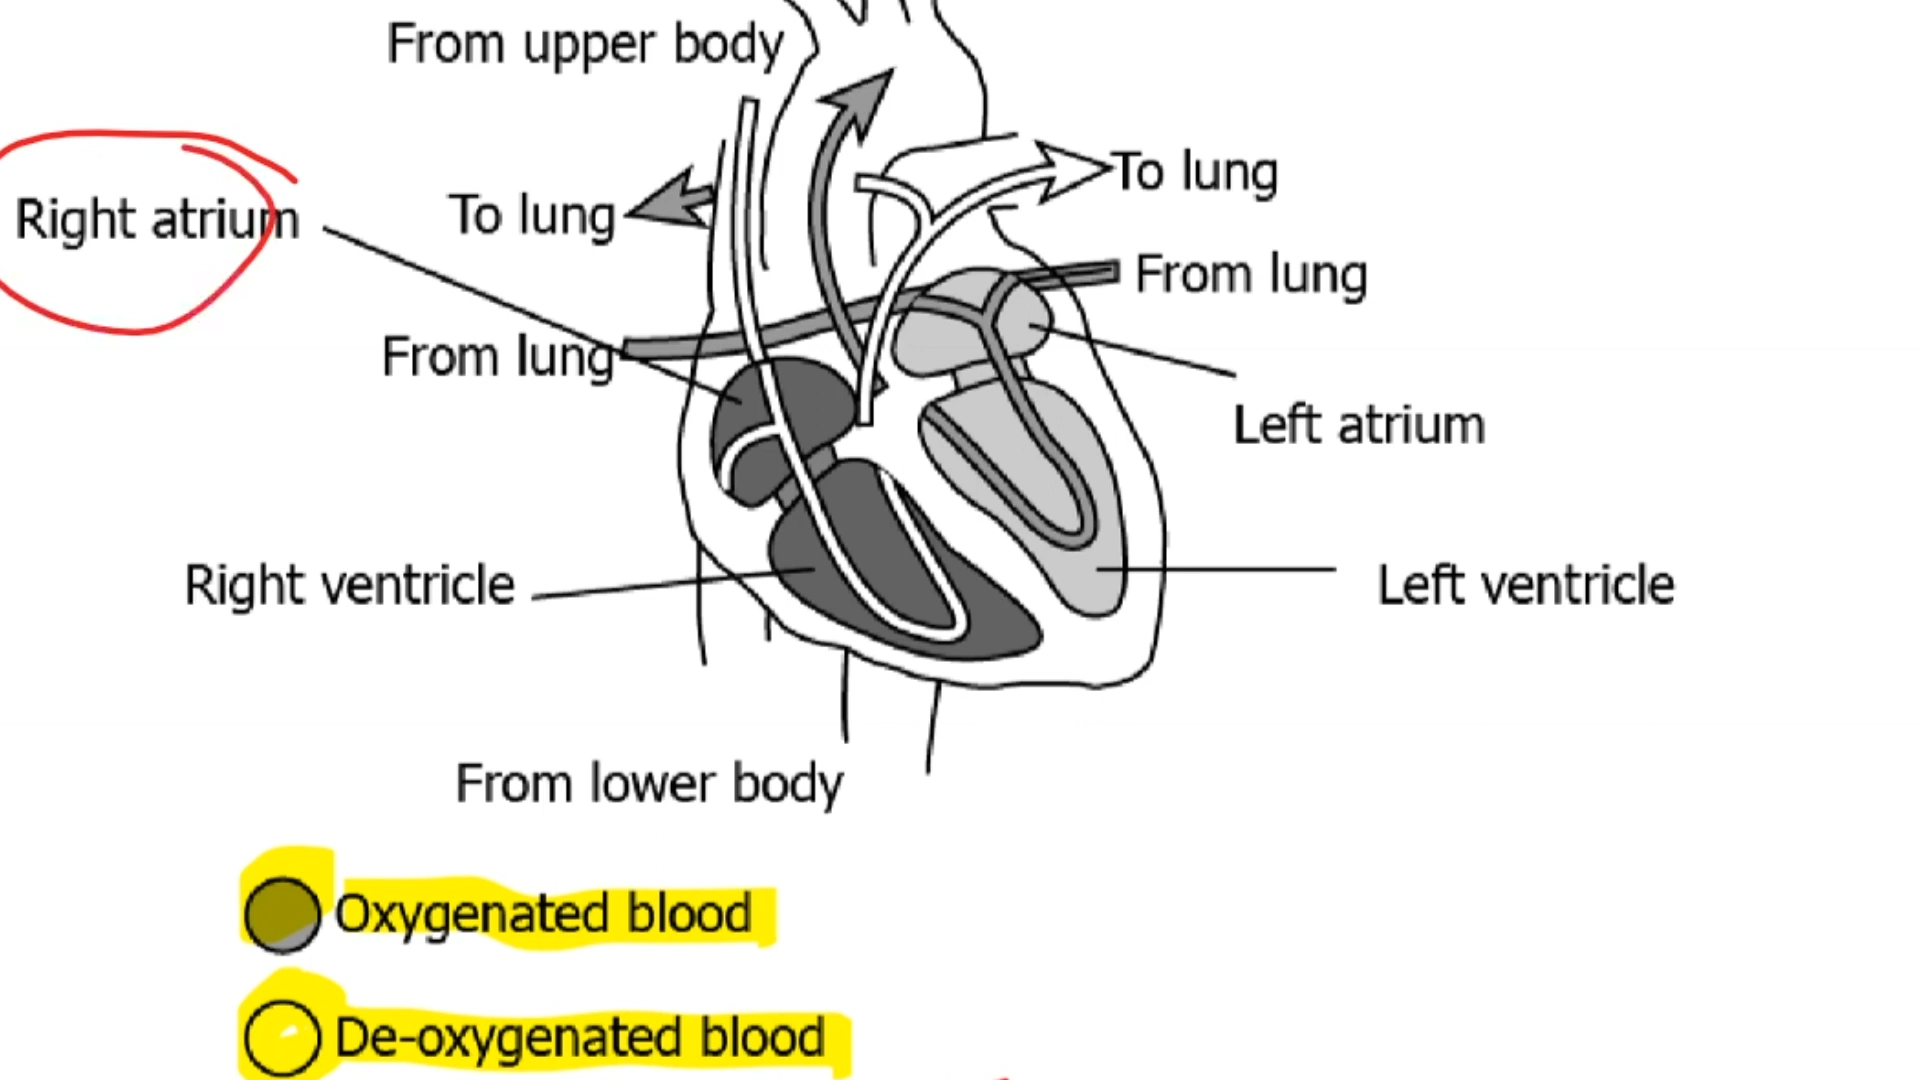 From upper body
To lung
Right atrium
To lung
From lung
From lung
Left atrium
Right ventricle
Left ventricle
From lower body
Oxygenated blood
De-oxygenated blood